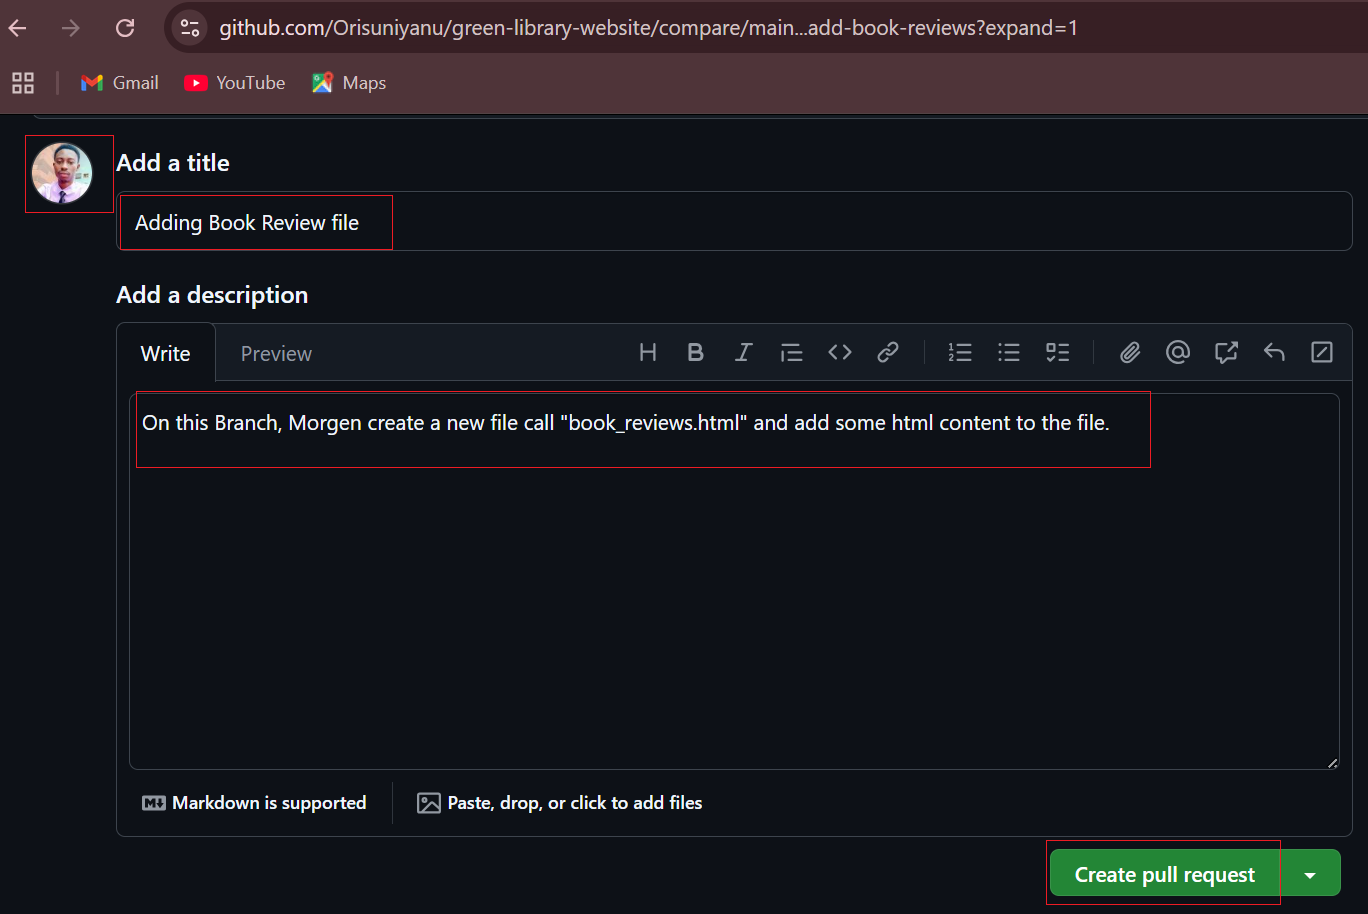 github.com/Orisuniyanu/green-library-website/compare/main...add-book-reviews?expand=1
Gmail YouTube Maps
Add a title
Adding Book Review file
Add a description
Write Preview
On this Branch, Morgen create a new file call "book_reviews.html" and add some html content to the file.
Markdown is supported Paste, drop, or click to add files
Create pull request